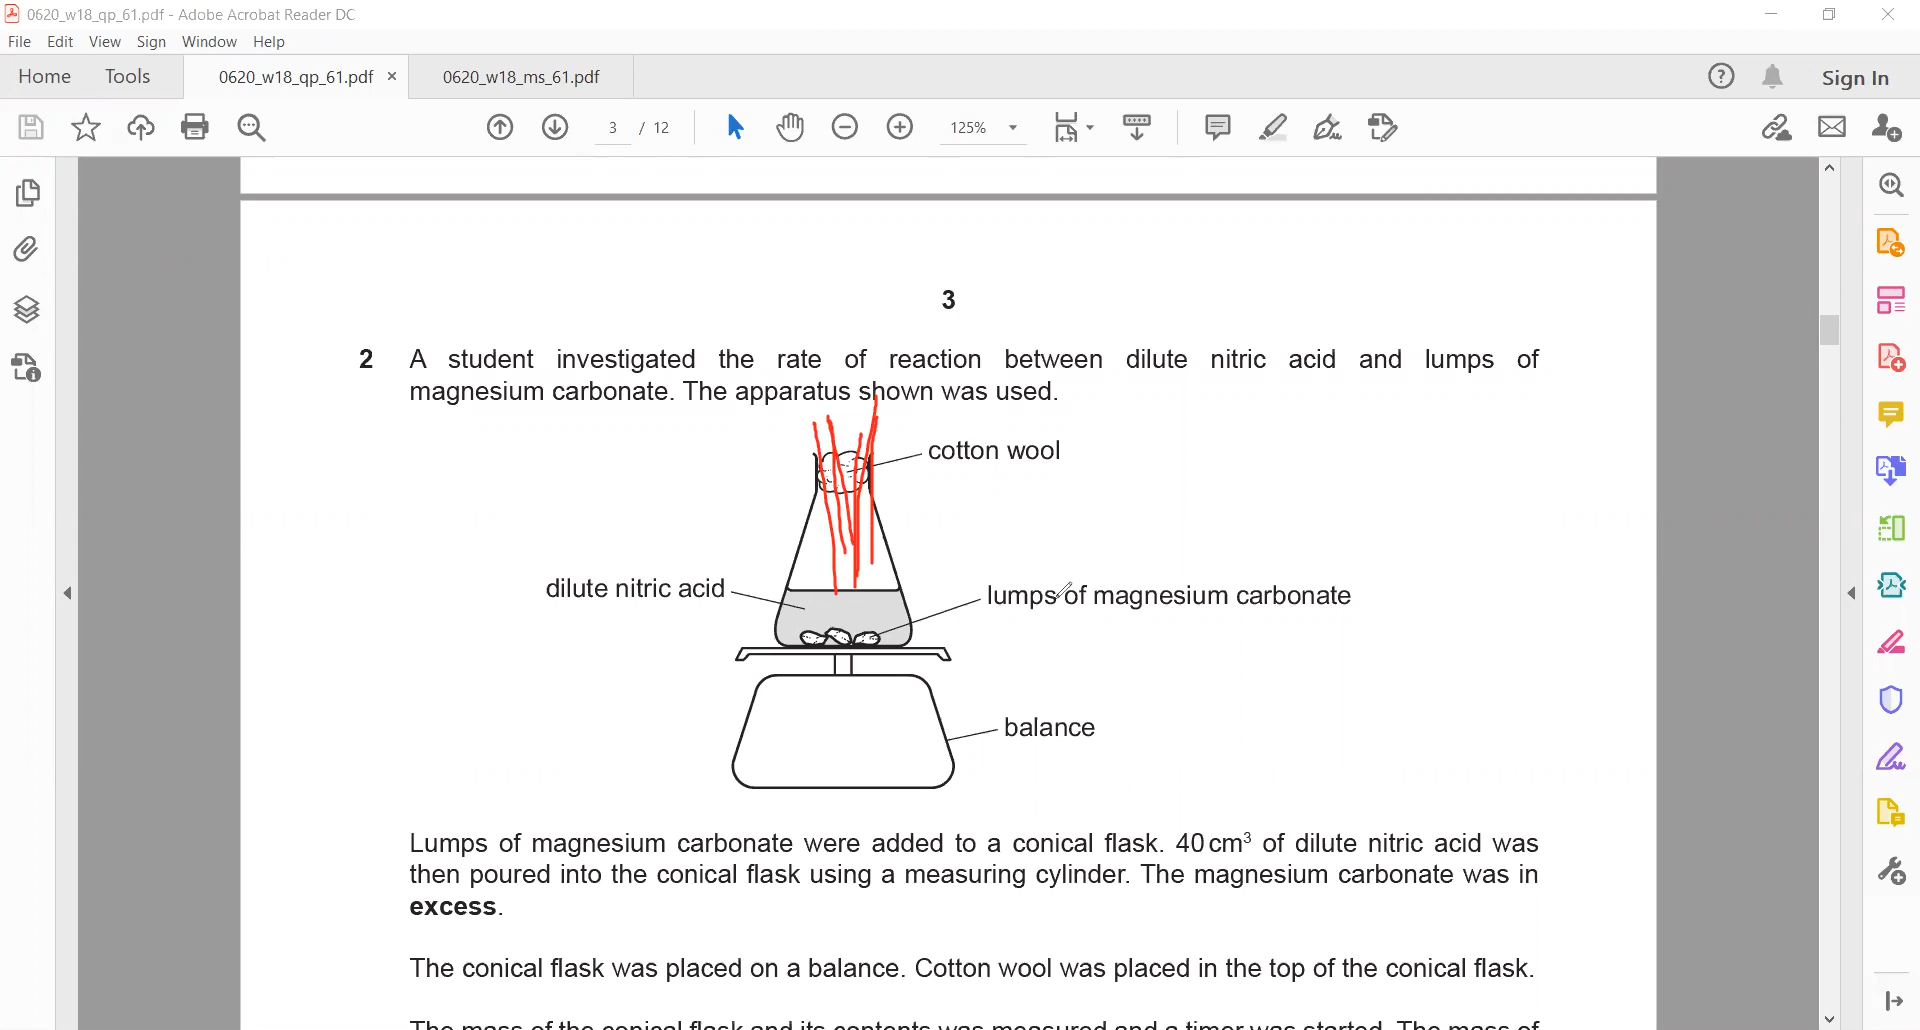 0620_w18_qp_61.pdf - Adobe Acrobat Reader DC
File Edit View Sign Window Help
Home Tools 0620_w18_qp_61.pdf × 0620_w18_ms_61.pdf Sign In
3 / 12 125%
3
2 A student investigated the rate of reaction between dilute nitric acid and lumps of
magnesium carbonate. The apparatus shown was used.
cotton wool
dilute nitric acid
lumps of magnesium carbonate
balance
Lumps of magnesium carbonate were added to a conical flask. 40 cm³ of dilute nitric acid was
then poured into the conical flask using a measuring cylinder. The magnesium carbonate was in
excess.
The conical flask was placed on a balance. Cotton wool was placed in the top of the conical flask.
The mass of the conical flask and its contents was measured and a timer was started. The mass of